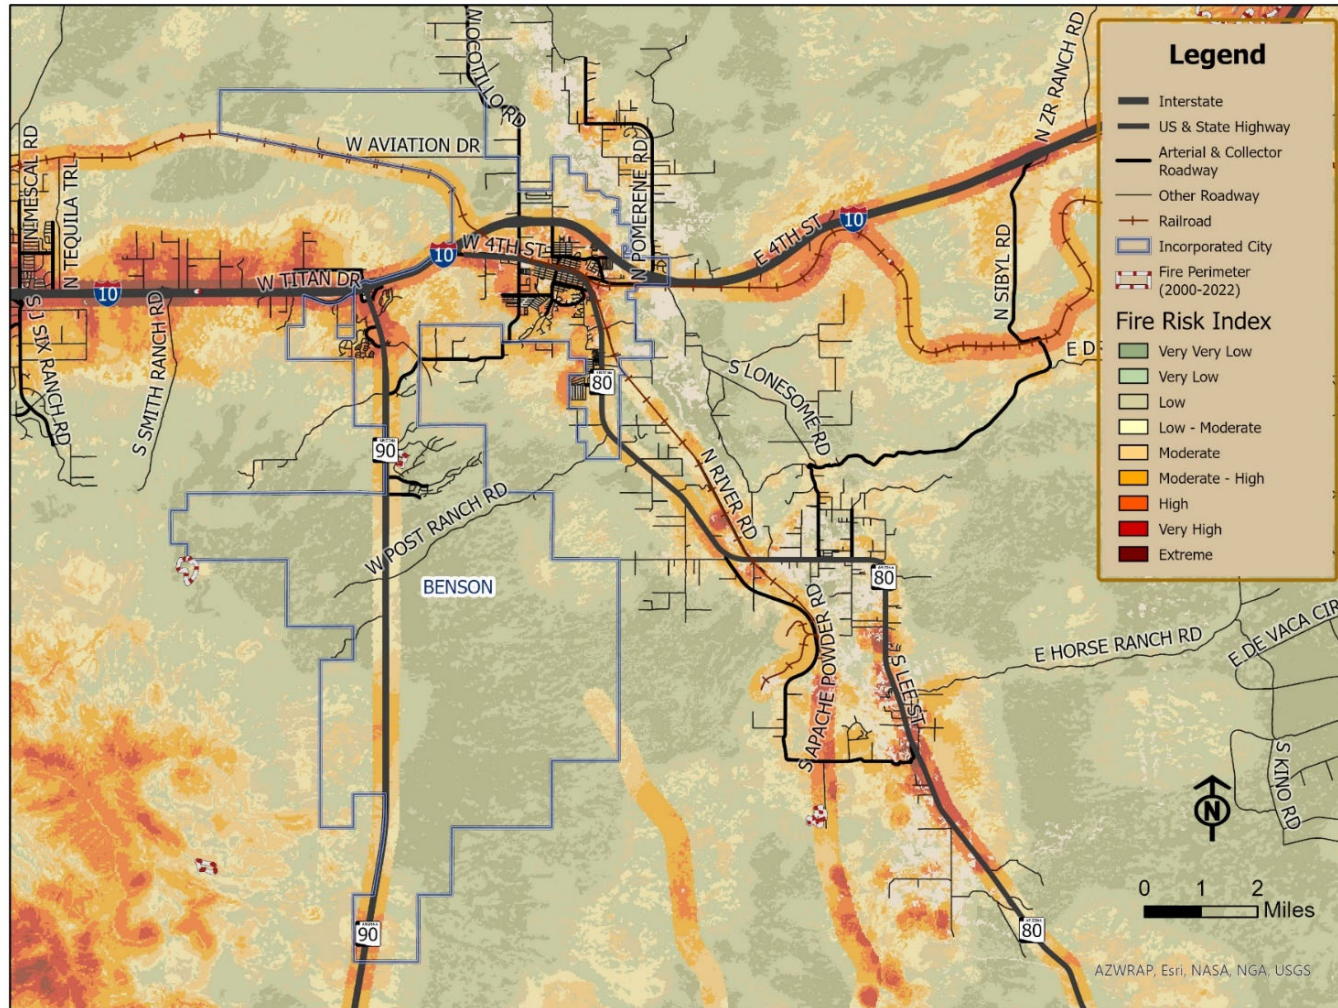 Legend
Interstate
US & State Highway
Arterial & Collector
Roadway
Other Roadway
Railroad
Incorporated City
Fire Perimeter
(2000-2022)
Fire Risk Index
Very Very Low
Very Low
Low
Low - Moderate
Moderate
Moderate - High
High
Very High
Extreme
N OCOTILLO RD
N MESCAL RD
N TEQUILA TRL
W AVIATION DR
N POMERENE RD
N ZR RANCH RD
10
W 4TH ST
E 4TH ST
10
W TITAN DR
10
N SIBYL RD
S J SIX RANCH RD
S SMITH RANCH RD
E D
80
S LONESOME RD
90
N RIVER RD
W POST RANCH RD
BENSON
80
S APACHE POWDER RD
S LEE ST
E HORSE RANCH RD
E DE VACA CIR
S KINO RD
N
0 1 2
Miles
90
80
AZWRAP, Esri, NASA, NGA, USGS